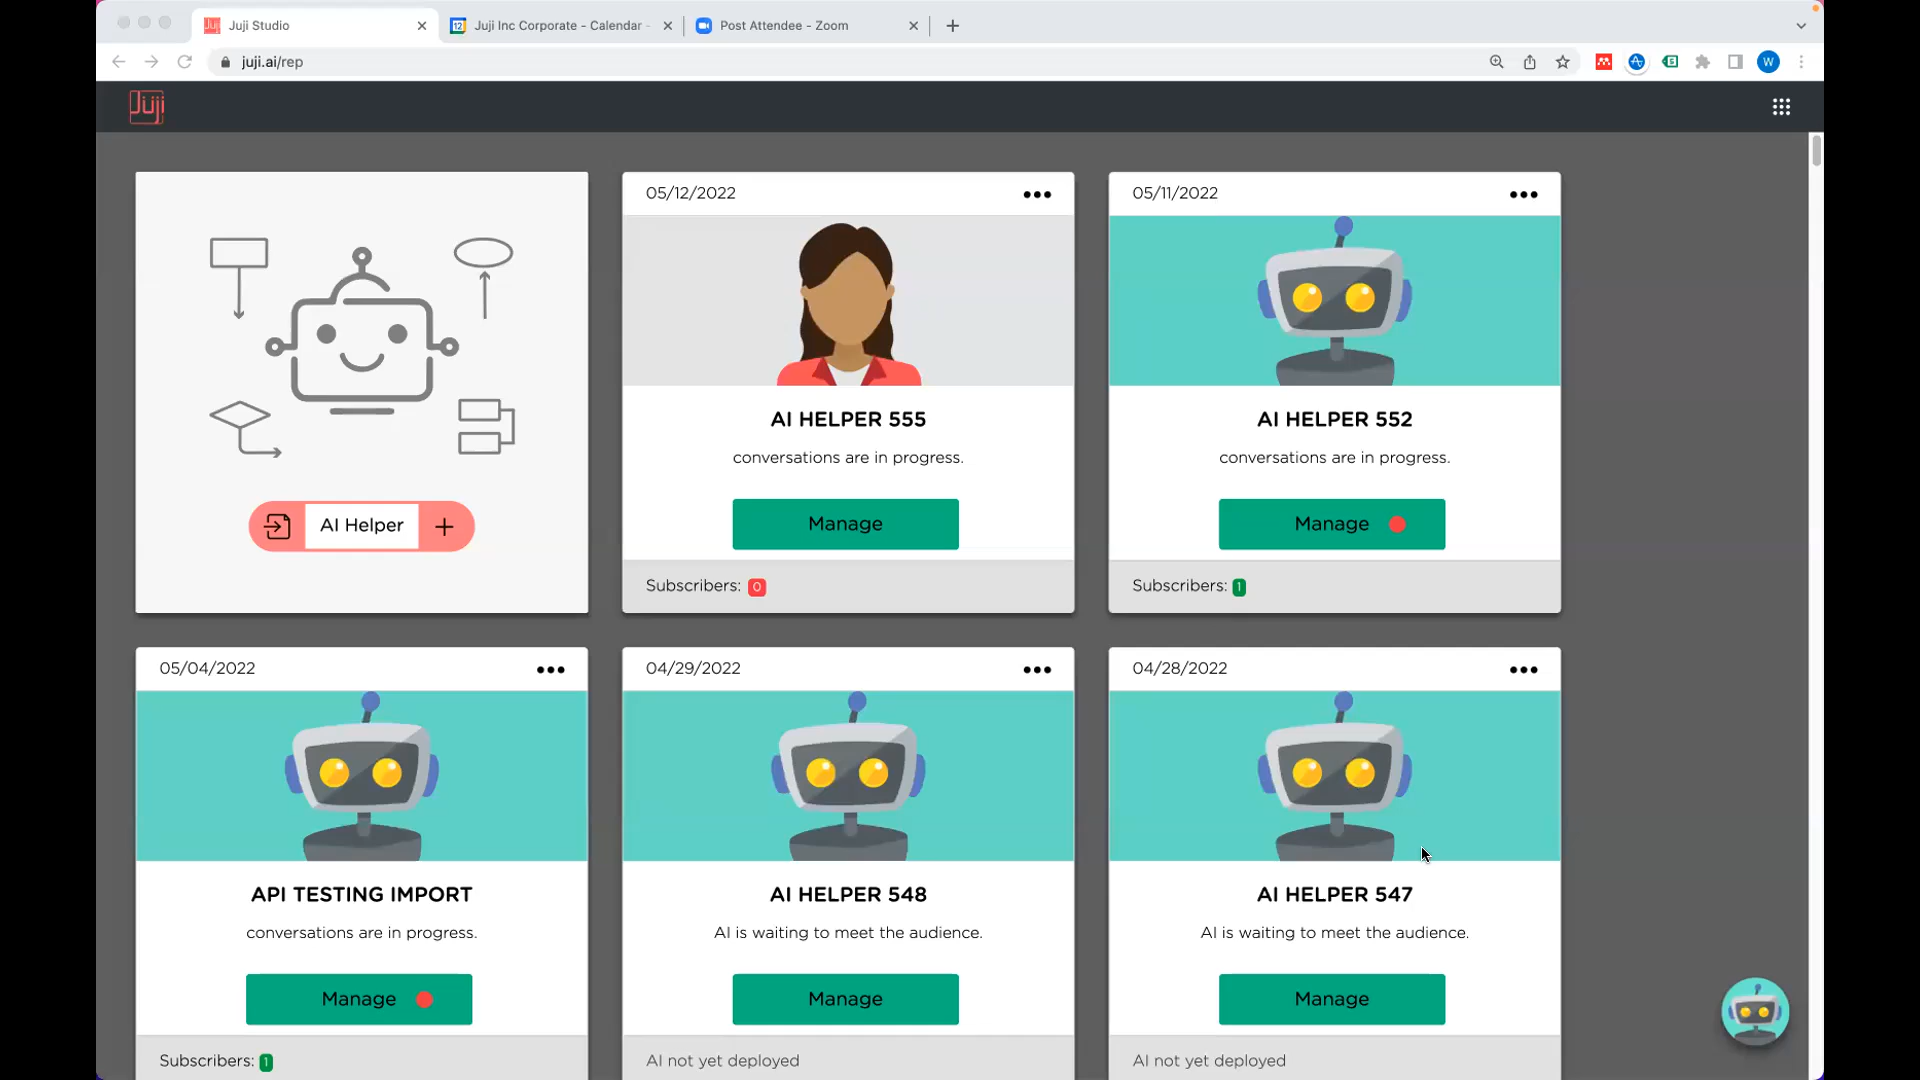 Juji Studio
Juji Inc Corporate - Calendar -
Post Attendee - Zoom
juji.ai/rep
W
Juji
05/12/2022
05/11/2022
AI Helper
AI HELPER 555
conversations are in progress.
Manage
Subscribers: 0
AI HELPER 552
conversations are in progress.
Manage
Subscribers: 1
05/04/2022
04/29/2022
04/28/2022
API TESTING IMPORT
conversations are in progress.
Manage
Subscribers: 1
AI HELPER 548
AI is waiting to meet the audience.
Manage
AI not yet deployed
AI HELPER 547
AI is waiting to meet the audience.
Manage
AI not yet deployed